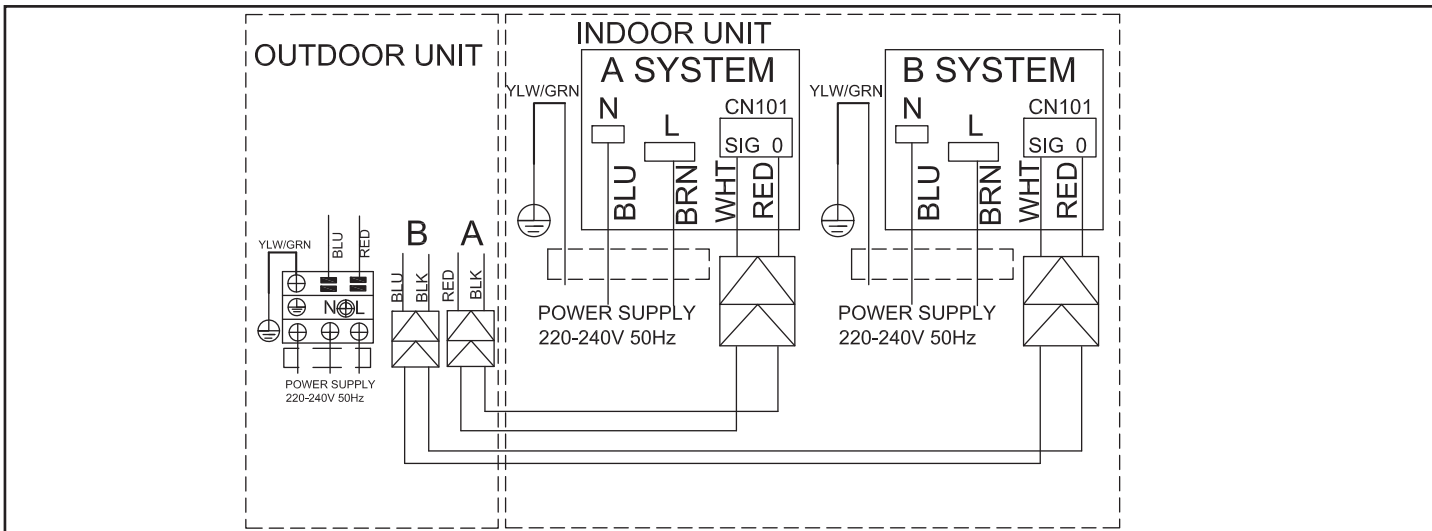 OUTDOOR UNIT
YLW/GRN
BLU
RED
N L
POWER SUPPLY
220-240V 50Hz
B A
BLU
BLK
RED
BLK
INDOOR UNIT
A SYSTEM
YLW/GRN
N
L
CN101
SIG 0
BLU
BRN
WHT
RED
POWER SUPPLY
220-240V 50Hz
B SYSTEM
YLW/GRN
N
L
CN101
SIG 0
BLU
BRN
WHT
RED
POWER SUPPLY
220-240V 50Hz